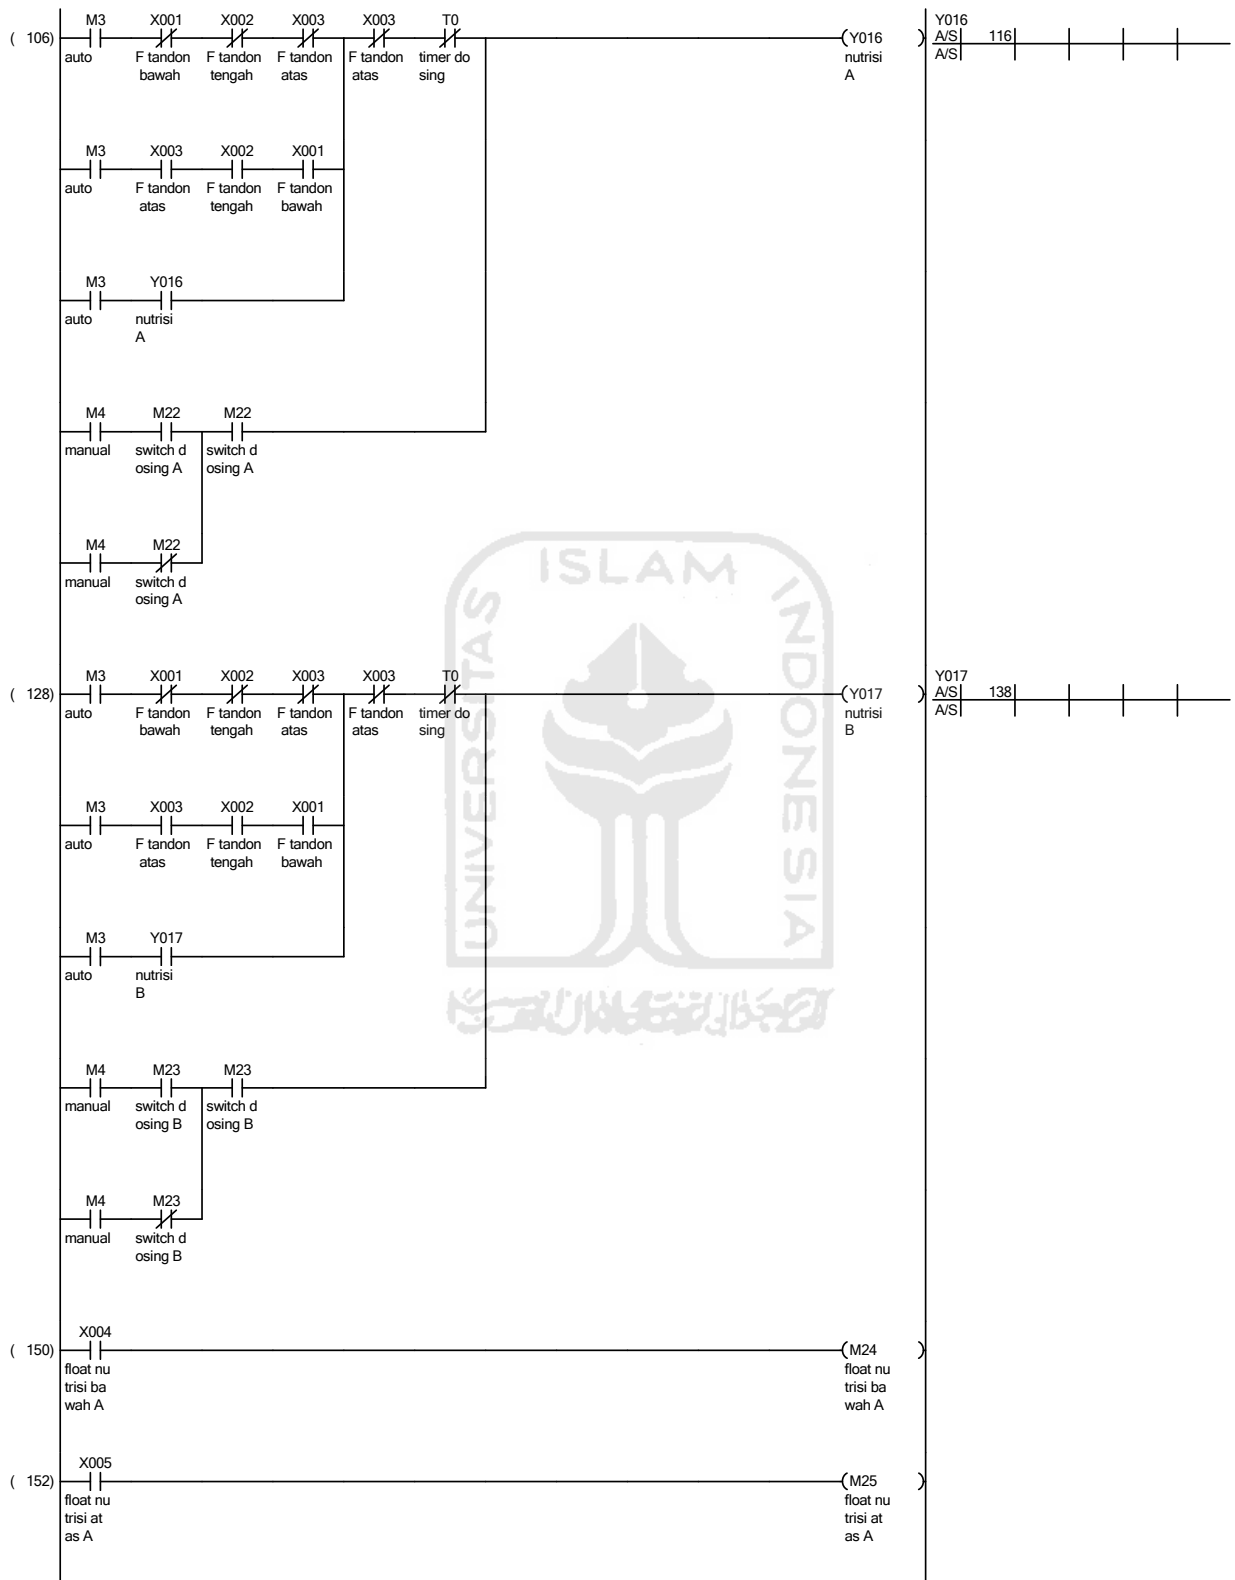 M3 X001 X002 X003 X003 T0 Y016
( 106) (Y016 ) A/S 116
auto F tandon F tandon F tandon F tandon timer do nutrisi A/S
bawah tengah atas atas sing A
M3 X003 X002 X001
auto F tandon F tandon F tandon
atas tengah bawah
M3 Y016
auto nutrisi
A
M4 M22 M22
manual switch d switch d
osing A osing A
M4 M22
manual switch d
osing A
UNIVERSITAS ISLAM INDONESIA
M3 X001 X002 X003 X003 T0 Y017
( 128) (Y017 ) A/S 138
auto F tandon F tandon F tandon F tandon timer do nutrisi A/S
bawah tengah atas atas sing B
M3 X003 X002 X001
auto F tandon F tandon F tandon
atas tengah bawah
M3 Y017
auto nutrisi
B
M4 M23 M23
manual switch d switch d
osing B osing B
M4 M23
manual switch d
osing B
X004
( 150) (M24 )
float nu float nu
trisi ba trisi ba
wah A wah A
X005
( 152) (M25 )
float nu float nu
trisi at trisi at
as A as A